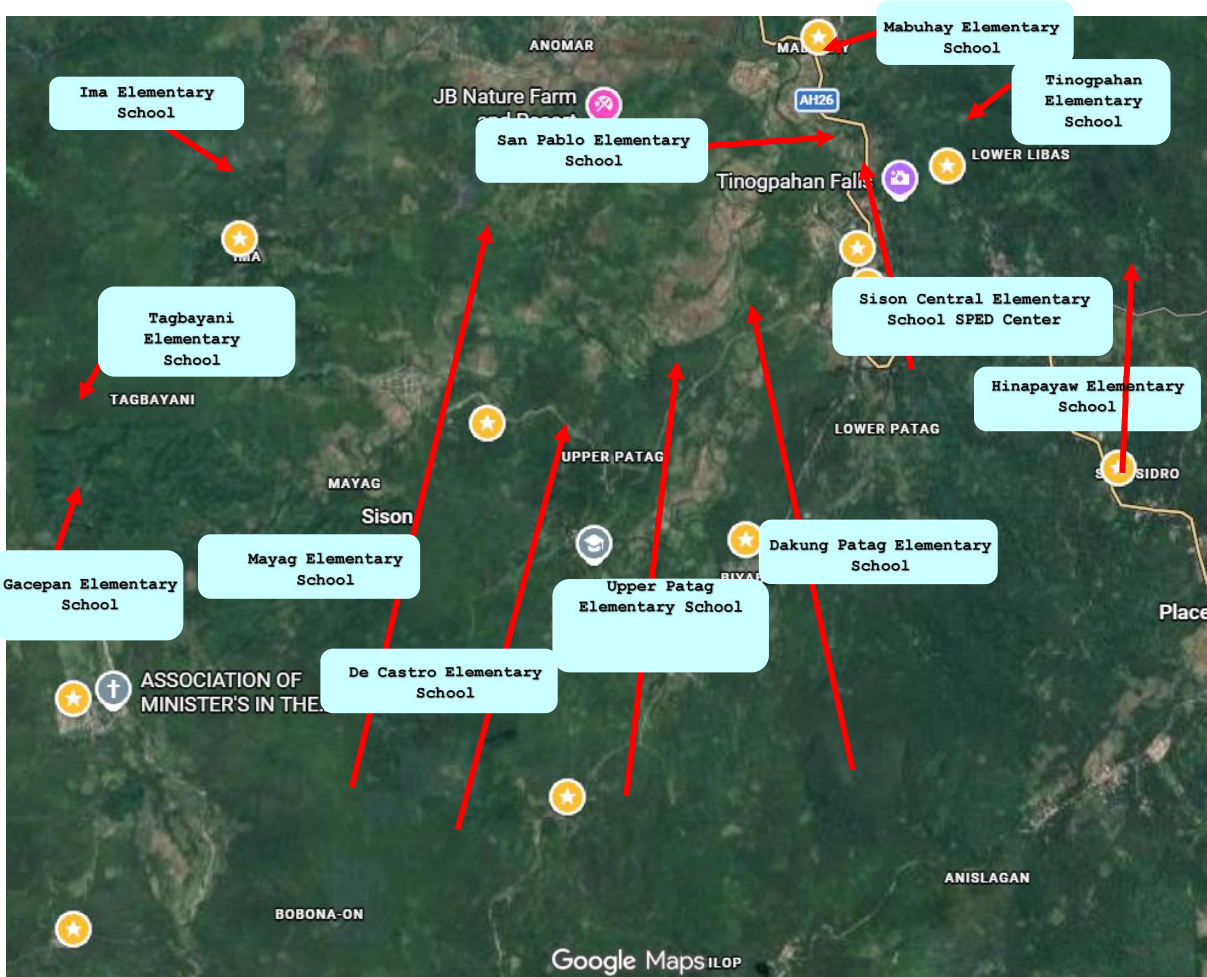 Mabuhay Elementary
School
ANOMAR
Tinogpahan
Elementary
School
Ima Elementary
School
JB Nature Farm
AH26
San Pablo Elementary
School
LOWER LIBAS
Tinogpahan Falls
IMA
Sison Central Elementary
School SPED Center
Tagbayani
Elementary
School
TAGBAYANI
Hinapayaw Elementary
School
LOWER PATAG
UPPER PATAG
MAYAG
Sison
Dakung Patag Elementary
School
Mayag Elementary
School
Gacepan Elementary
School
Upper Patag
Elementary School
Place
De Castro Elementary
School
ASSOCIATION OF
MINISTER'S IN THE
ANISLAGAN
BOBONA-ON
Google Maps
ILOP